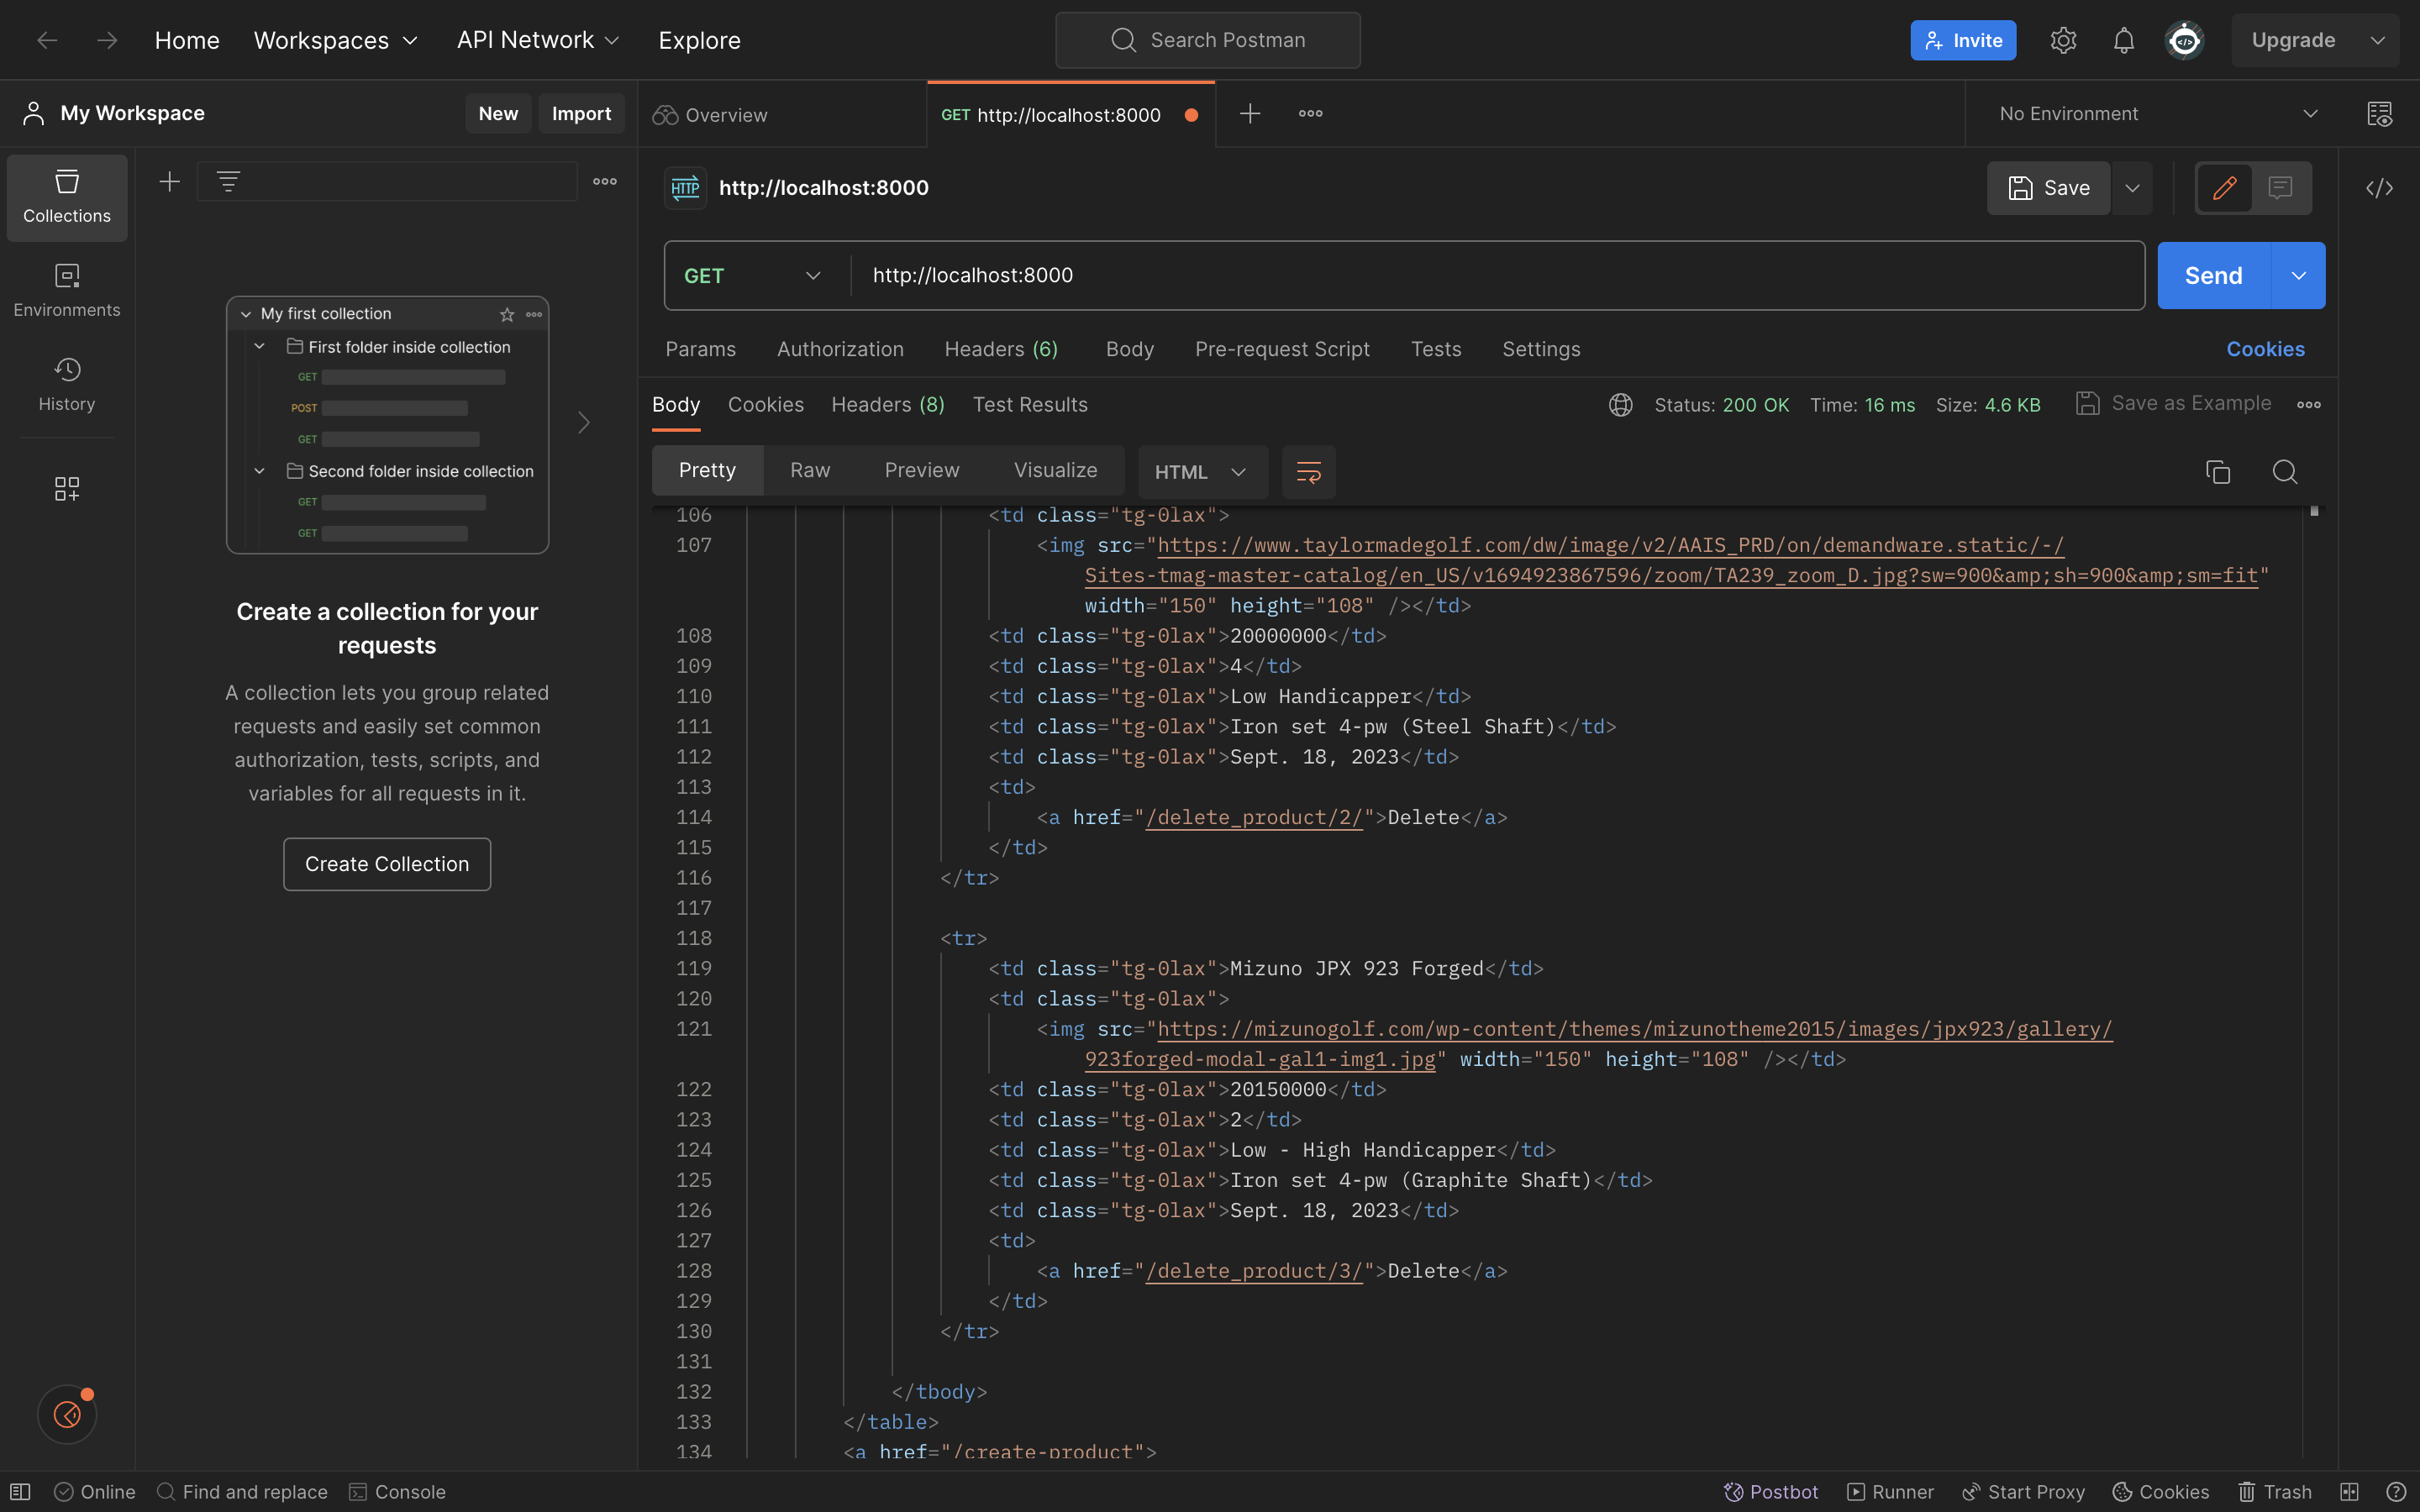 Home Workspaces API Network Explore Search Postman Invite Upgrade
My Workspace New Import Overview GET http://localhost:8000 No Environment
Collections
Environments
History
My first collection
First folder inside collection
GET
POST
GET
Second folder inside collection
GET
GET
Create a collection for your
requests
A collection lets you group related
requests and easily set common
authorization, tests, scripts, and
variables for all requests in it.
Create Collection
HTTP http://localhost:8000 Save </>
GET http://localhost:8000 Send
Params Authorization Headers (6) Body Pre-request Script Tests Settings Cookies
Body Cookies Headers (8) Test Results Status: 200 OK Time: 16 ms Size: 4.6 KB Save as Example
Pretty Raw Preview Visualize HTML
106 <td class="tg-0lax">
107 <img src="https://www.taylormadegolf.com/dw/image/v2/AAIS_PRD/on/demandware.static/-/
Sites-tmag-master-catalog/en_US/v1694923867596/zoom/TA239_zoom_D.jpg?sw=900&amp;sh=900&amp;sm=fit"
width="150" height="108" /></td>
108 <td class="tg-0lax">20000000</td>
109 <td class="tg-0lax">4</td>
110 <td class="tg-0lax">Low Handicapper</td>
111 <td class="tg-0lax">Iron set 4-pw (Steel Shaft)</td>
112 <td class="tg-0lax">Sept. 18, 2023</td>
113 <td>
114 <a href="/delete_product/2/">Delete</a>
115 </td>
116 </tr>
117
118 <tr>
119 <td class="tg-0lax">Mizuno JPX 923 Forged</td>
120 <td class="tg-0lax">
121 <img src="https://mizunogolf.com/wp-content/themes/mizunotheme2015/images/jpx923/gallery/
923forged-modal-gal1-img1.jpg" width="150" height="108" /></td>
122 <td class="tg-0lax">20150000</td>
123 <td class="tg-0lax">2</td>
124 <td class="tg-0lax">Low - High Handicapper</td>
125 <td class="tg-0lax">Iron set 4-pw (Graphite Shaft)</td>
126 <td class="tg-0lax">Sept. 18, 2023</td>
127 <td>
128 <a href="/delete_product/3/">Delete</a>
129 </td>
130 </tr>
131
132 </tbody>
133 </table>
134 <a href="/create-product">
Online Find and replace Console Postbot Runner Start Proxy Cookies Trash